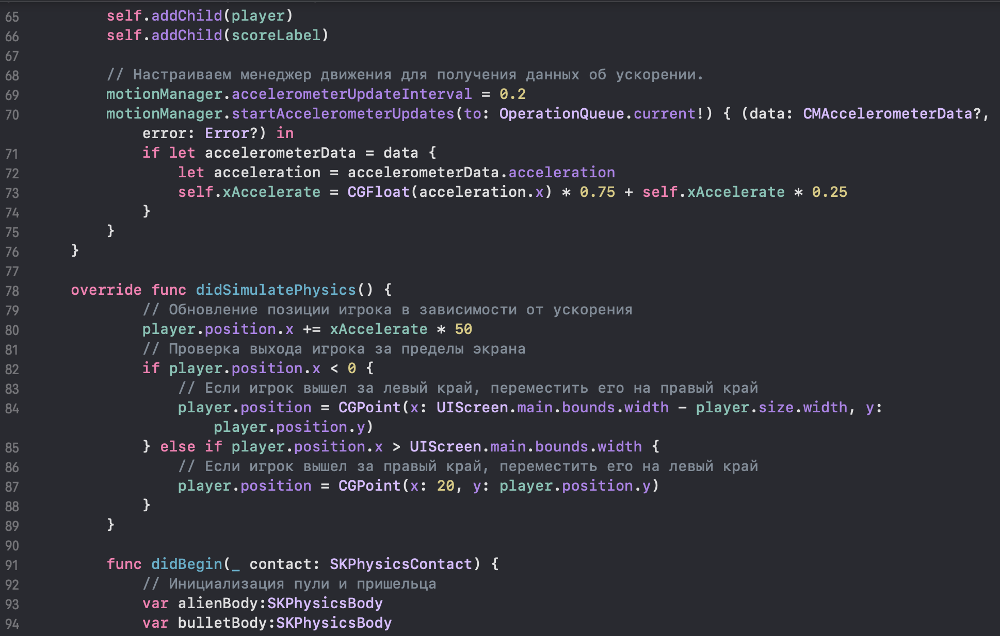 65 self.addChild(player)
66 self.addChild(scoreLabel)
67
68 // Настраиваем менеджер движения для получения данных об ускорении.
69 motionManager.accelerometerUpdateInterval = 0.2
70 motionManager.startAccelerometerUpdates(to: OperationQueue.current!) { (data: CMAccelerometerData?,
error: Error?) in
71 if let accelerometerData = data {
72 let acceleration = accelerometerData.acceleration
73 self.xAccelerate = CGFloat(acceleration.x) * 0.75 + self.xAccelerate * 0.25
74 }
75 }
76 }
77
78 override func didSimulatePhysics() {
79 // Обновление позиции игрока в зависимости от ускорения
80 player.position.x += xAccelerate * 50
81 // Проверка выхода игрока за пределы экрана
82 if player.position.x < 0 {
83 // Если игрок вышел за левый край, переместить его на правый край
84 player.position = CGPoint(x: UIScreen.main.bounds.width - player.size.width, y:
player.position.y)
85 } else if player.position.x > UIScreen.main.bounds.width {
86 // Если игрок вышел за правый край, переместить его на левый край
87 player.position = CGPoint(x: 20, y: player.position.y)
88 }
89 }
90
91 func didBegin(_ contact: SKPhysicsContact) {
92 // Инициализация пули и пришельца
93 var alienBody:SKPhysicsBody
94 var bulletBody:SKPhysicsBody